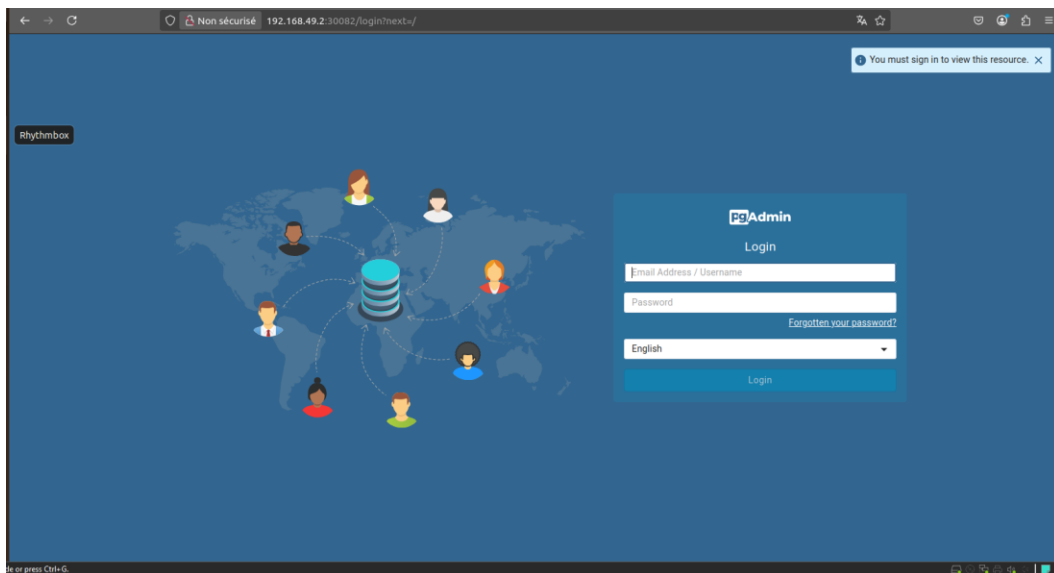 Non sécurisé 192.168.49.2:30082/login?next=/
You must sign in to view this resource.
Rhythmbox
pgAdmin
Login
Email Address / Username
Password
Forgotten your password?
English
Login
de or press Ctrl+G.